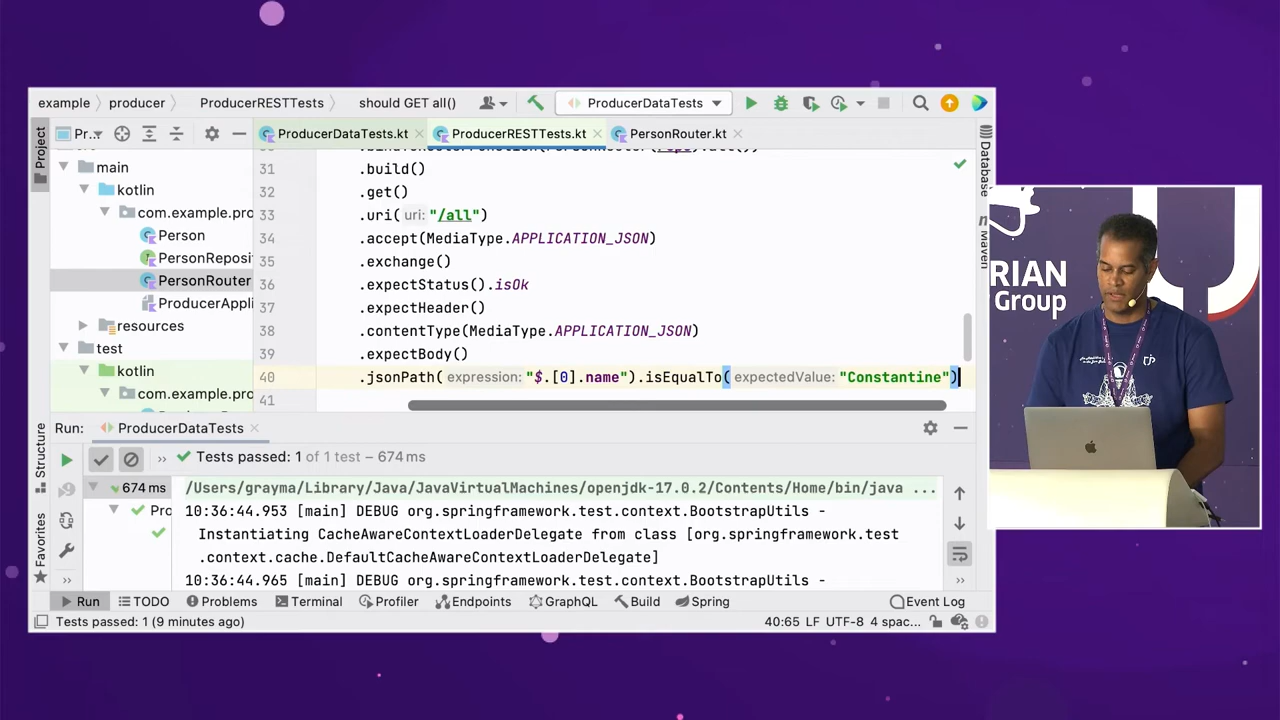 example
producer
ProducerRESTTests
should GET all()
ProducerDataTests
Project
Pr...
ProducerDataTests.kt
ProducerRESTTests.kt
PersonRouter.kt
Database
main
kotlin
com.example.pro
Person
PersonReposi
PersonRouter
ProducerAppli
resources
test
kotlin
com.example.pro
31 .build()
32 .get()
33 .uri( uri: "/all")
34 .accept(MediaType.APPLICATION_JSON)
35 .exchange()
36 .expectStatus().isOk
37 .expectHeader()
38 .contentType(MediaType.APPLICATION_JSON)
39 .expectBody()
40 .jsonPath( expression: "$.[0].name").isEqualTo( expectedValue: "Constantine")
41
Maven
RIAN
Group
Structure
Favorites
Run: ProducerDataTests
Tests passed: 1 of 1 test – 674 ms
674 ms
Pro
/Users/grayma/Library/Java/JavaVirtualMachines/openjdk-17.0.2/Contents/Home/bin/java ...
10:36:44.953 [main] DEBUG org.springframework.test.context.BootstrapUtils -
Instantiating CacheAwareContextLoaderDelegate from class [org.springframework.test
.context.cache.DefaultCacheAwareContextLoaderDelegate]
10:36:44.965 [main] DEBUG org.springframework.test.context.BootstrapUtils -
Run TODO Problems Terminal Profiler Endpoints GraphQL Build Spring Event Log
Tests passed: 1 (9 minutes ago)
40:65 LF UTF-8 4 spac...